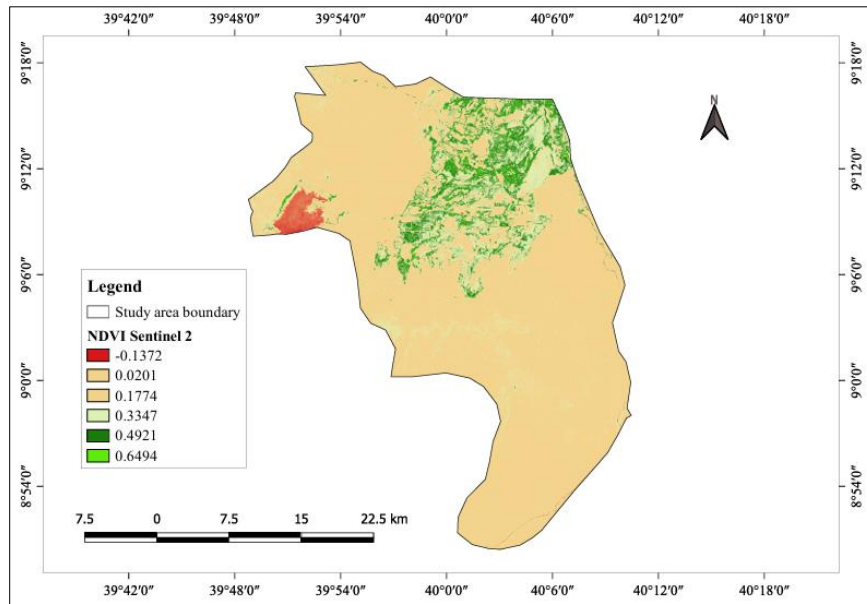 39°42′0″ 39°48′0″ 39°54′0″ 40°0′0″ 40°6′0″ 40°12′0″ 40°18′0″
9°18′0″ 9°18′0″
N
9°12′0″ 9°12′0″
9°6′0″ 9°6′0″
Legend
Study area boundary
NDVI Sentinel 2
-0.1372
0.0201
0.1774
0.3347
0.4921
0.6494
9°0′0″ 9°0′0″
8°54′0″ 8°54′0″
7.5 0 7.5 15 22.5 km
39°42′0″ 39°48′0″ 39°54′0″ 40°0′0″ 40°6′0″ 40°12′0″ 40°18′0″